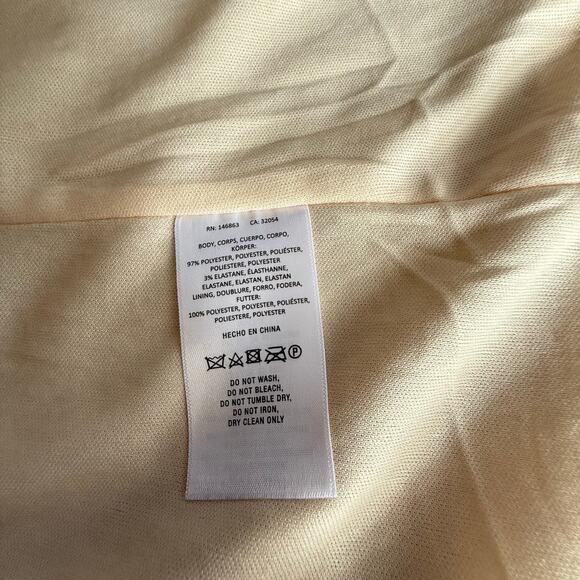 RN: 146863 CA: 32054
BODY, CORPS, CUERPO, CORPO,
KÖRPER:
97% POLYESTER, POLYESTER, POLIÉSTER,
POLIESTERE, POLYESTER
3% ELASTANE, ÉLASTHANNE,
ELASTANE, ELASTAN, ELASTAN
LINING, DOUBLURE, FORRO, FODERA,
FUTTER:
100% POLYESTER, POLYESTER, POLIÉSTER,
POLIESTERE, POLYESTER
HECHO EN CHINA
P
DO NOT WASH,
DO NOT BLEACH,
DO NOT TUMBLE DRY,
DO NOT IRON,
DRY CLEAN ONLY